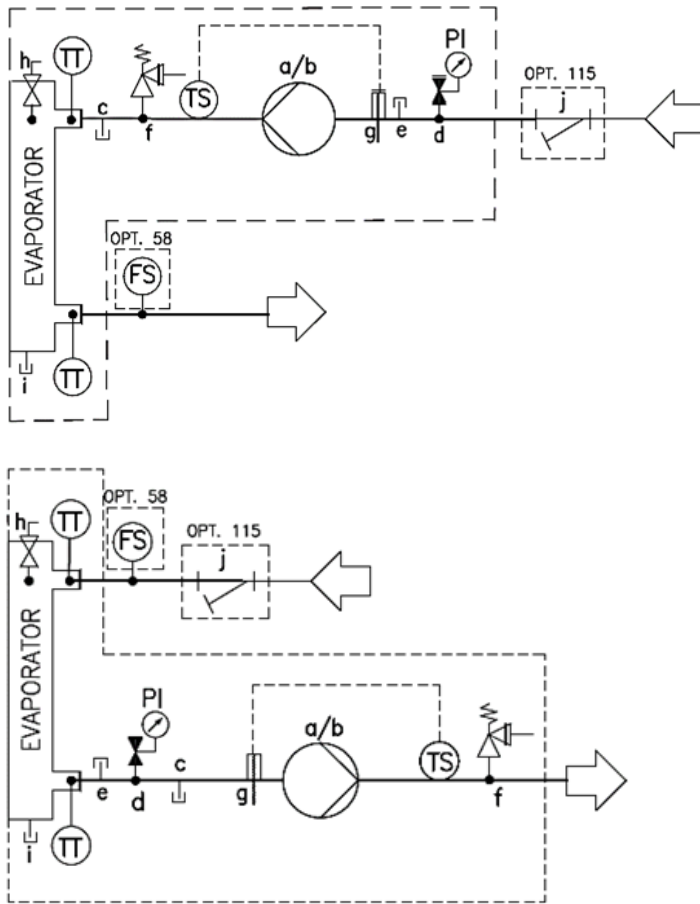 h
TT
a/b
PI
OPT. 115
j
c
f
TS
g
e
d
EVAPORATOR
OPT. 58
FS
i
TT
h
TT
OPT. 58
FS
OPT. 115
j
EVAPORATOR
PI
a/b
c
e
d
g
TS
f
i
TT